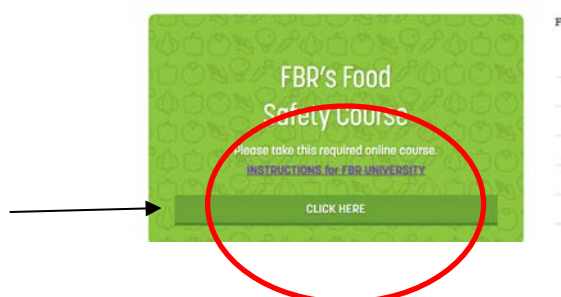 FBR's Food
Safety Course
Please take this required online course.
INSTRUCTIONS for FBR UNIVERSITY
CLICK HERE